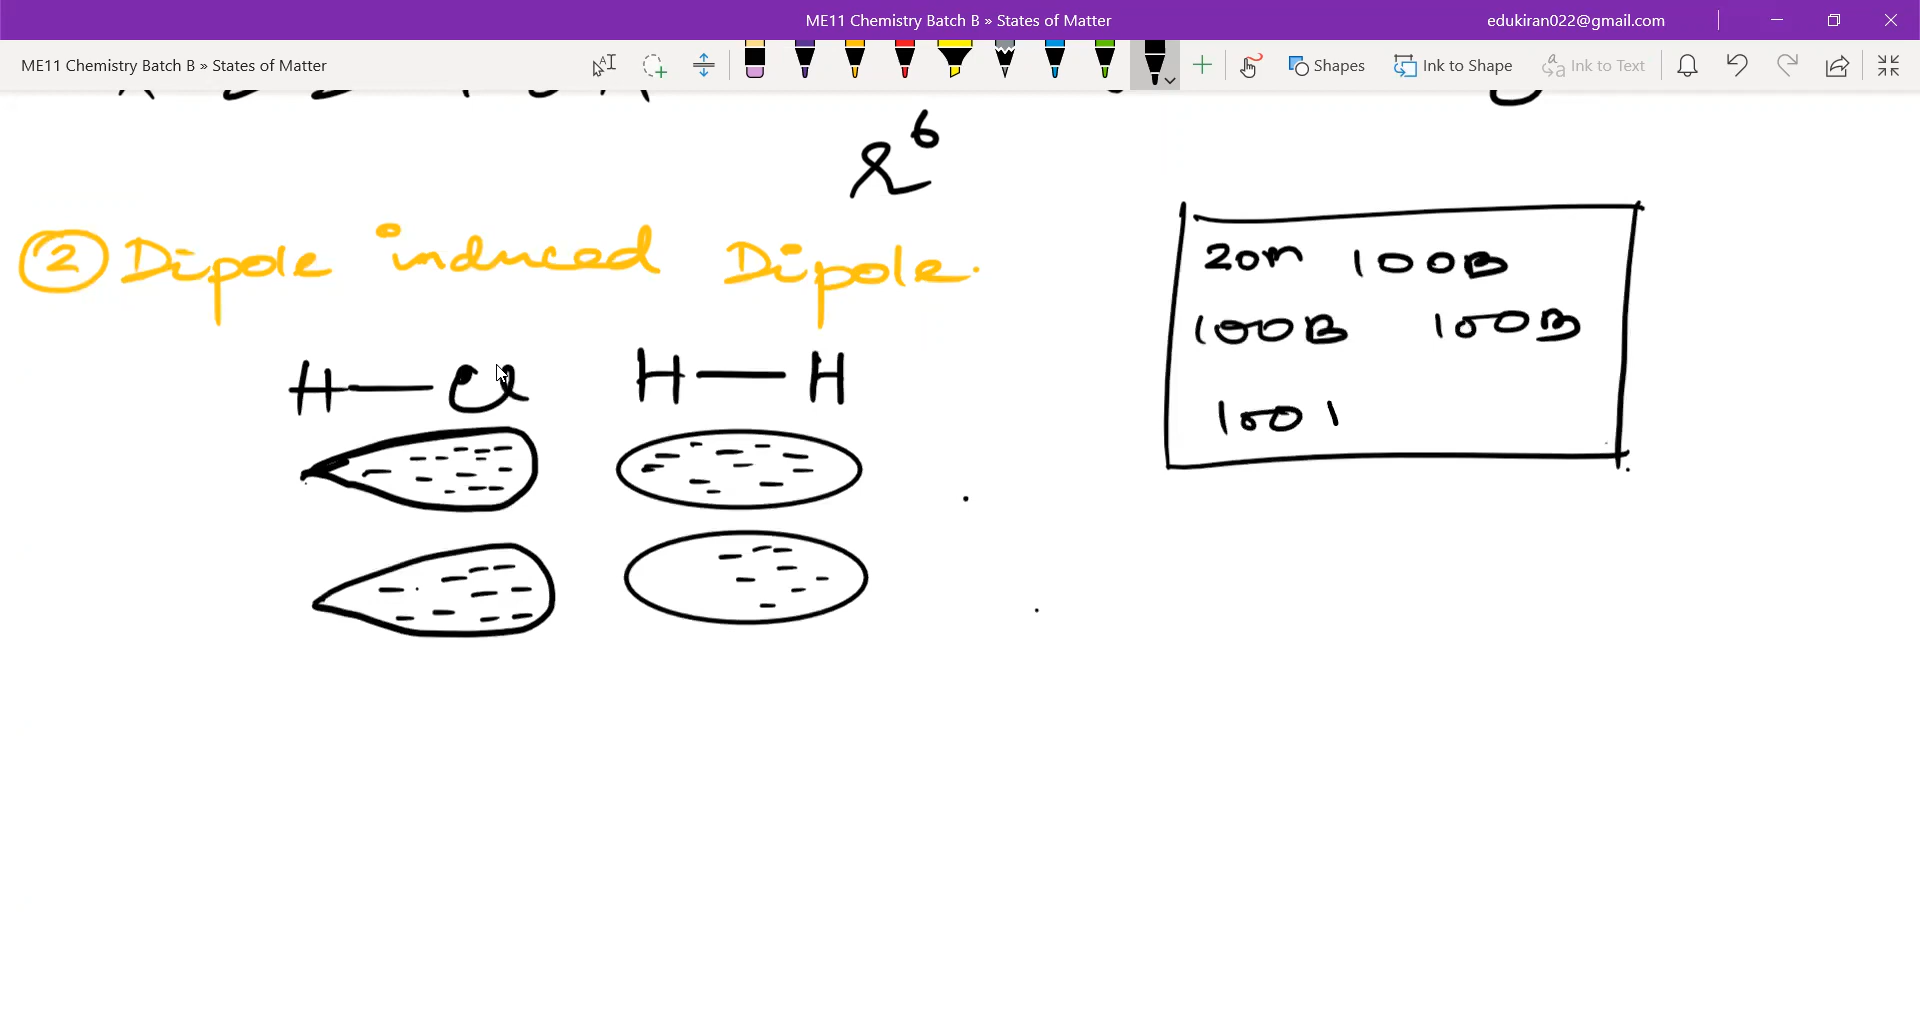 ME11 Chemistry Batch B » States of Matter
edukiran022@gmail.com
ME11 Chemistry Batch B » States of Matter
Shapes
Ink to Shape
Ink to Text
r6
② Dipole induced Dipole.
H — Cl H — H
20m 100B
100B 100B
100 1